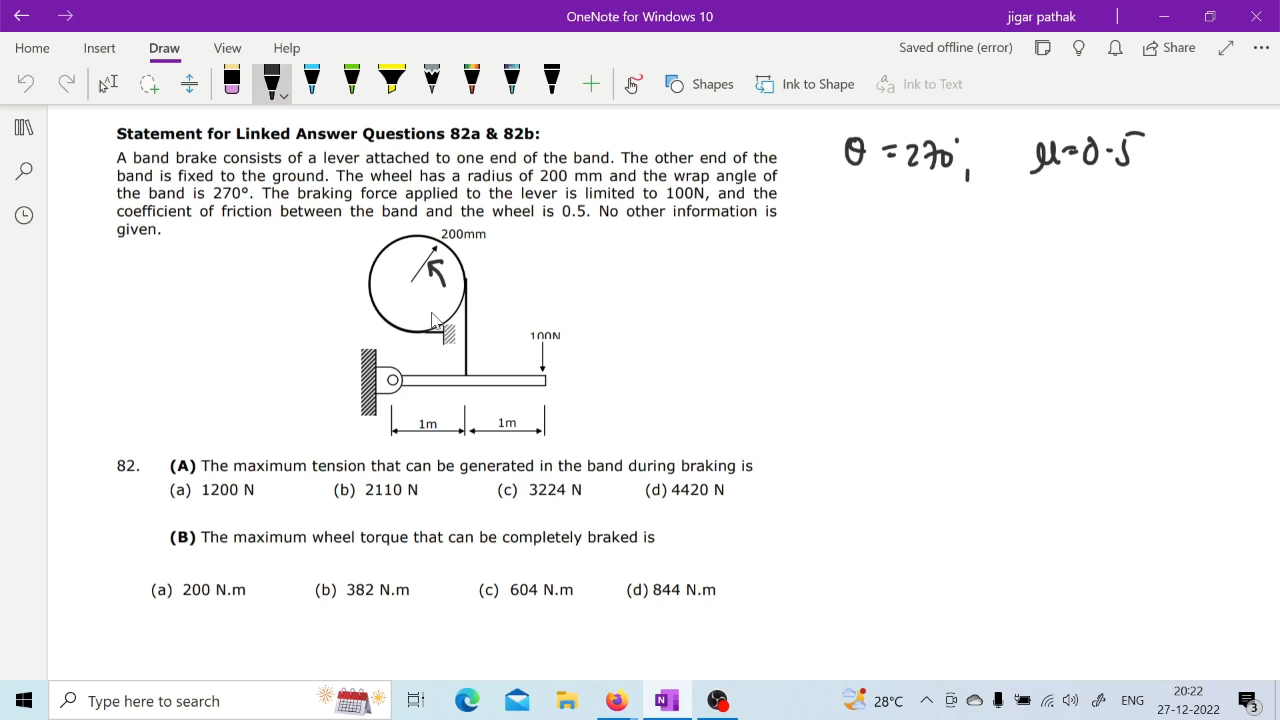 OneNote for Windows 10
jigar pathak
Home Insert Draw View Help
Saved offline (error)
Share
Shapes
Ink to Shape
Ink to Text
Statement for Linked Answer Questions 82a & 82b:
A band brake consists of a lever attached to one end of the band. The other end of the
band is fixed to the ground. The wheel has a radius of 200 mm and the wrap angle of
the band is 270°. The braking force applied to the lever is limited to 100N, and the
coefficient of friction between the band and the wheel is 0.5. No other information is
given.
θ = 270°, μ=0.5
200mm
100N
1m 1m
82. (A) The maximum tension that can be generated in the band during braking is
(a) 1200 N (b) 2110 N (c) 3224 N (d) 4420 N
(B) The maximum wheel torque that can be completely braked is
(a) 200 N.m (b) 382 N.m (c) 604 N.m (d) 844 N.m
Type here to search
28°C
ENG
20:22
27-12-2022
3